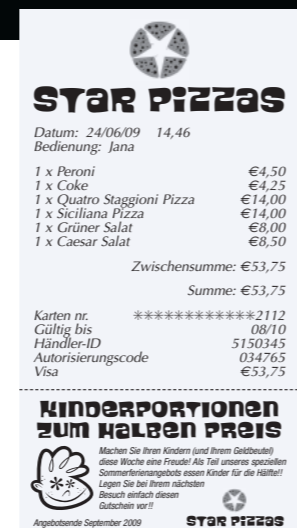 STAR PIZZAS
Datum: 24/06/09 14,46
Bedienung: Jana
1 x Peroni €4,50
1 x Coke €4,25
1 x Quatro Staggioni Pizza €14,00
1 x Siciliana Pizza €14,00
1 x Grüner Salat €8,00
1 x Caesar Salat €8,50
Zwischensumme: €53,75
Summe: €53,75
Karten nr. ************2112
Gültig bis 08/10
Händler-ID 5150345
Autorisierungscode 034765
Visa €53,75
KINDERPORTIONEN
ZUM HALBEN PREIS
Machen Sie Ihren Kindern (und Ihrem Geldbeutel)
diese Woche eine Freude! Als Teil unseres speziellen
Sommerferienangebots essen Kinder für die Hälfte!!
Legen Sie bei Ihrem nächsten
Besuch einfach diesen
Gutschein vor!!
Angebotsende September 2009
STAR PIZZAS